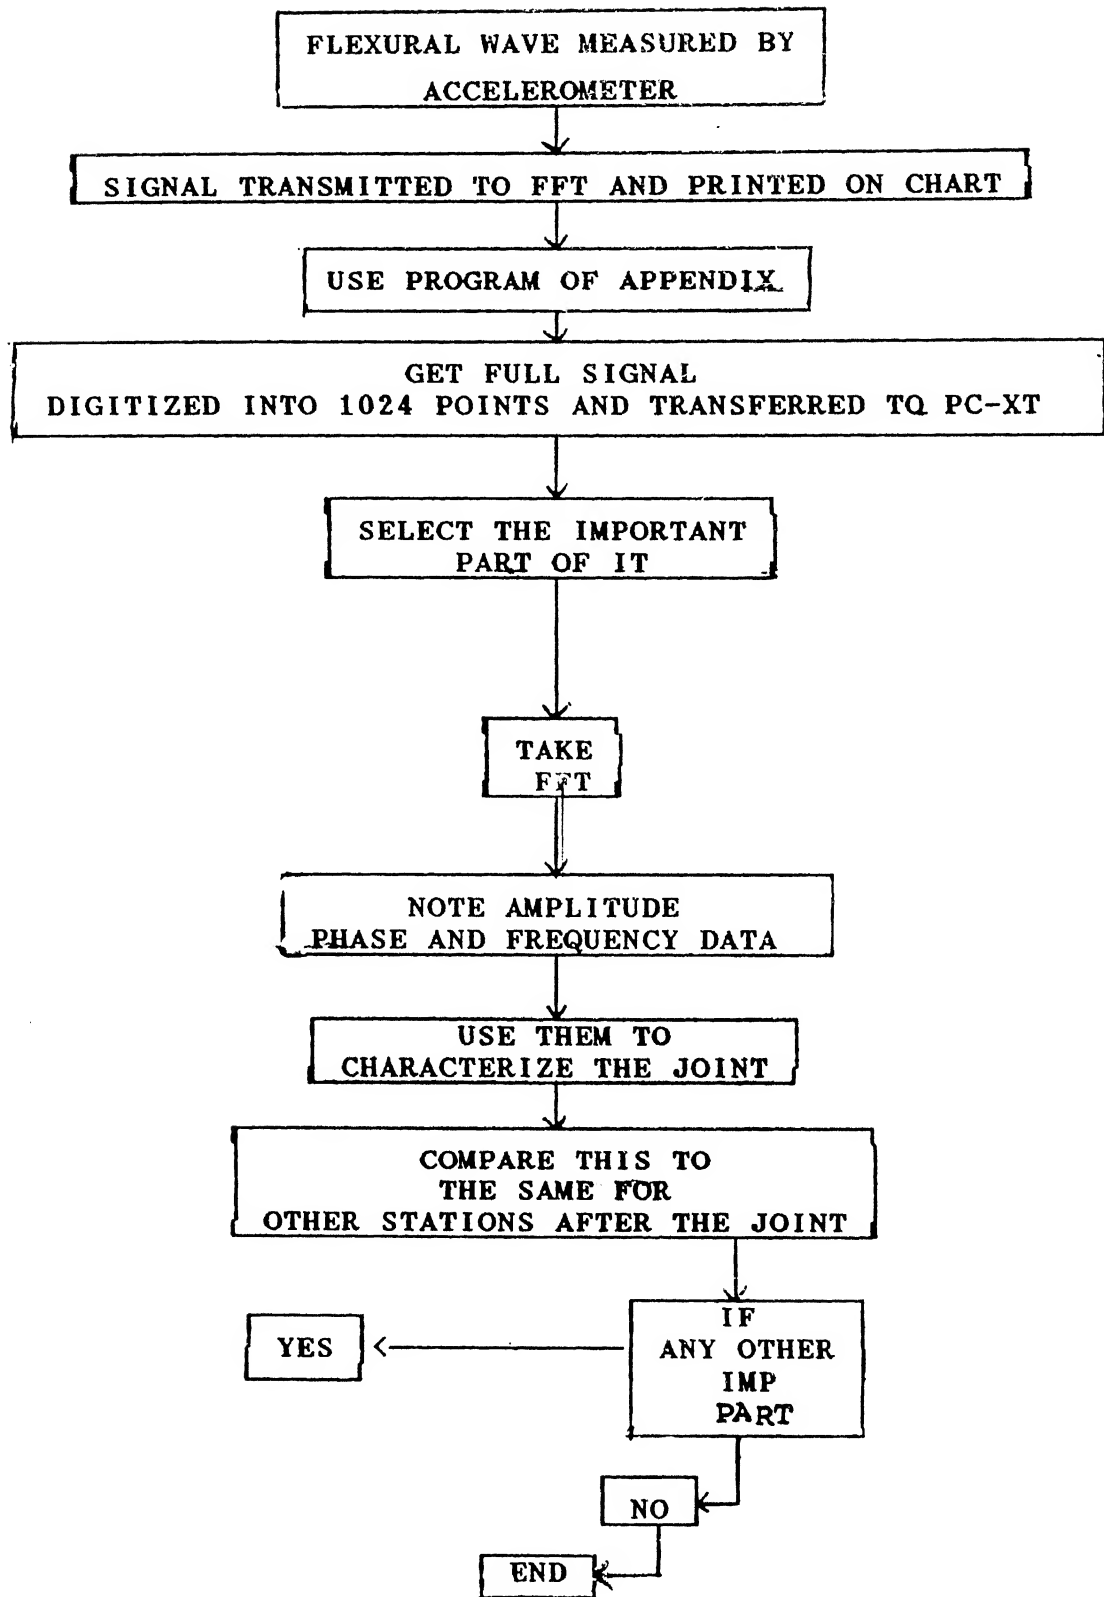 FLEXURAL WAVE MEASURED BY
ACCELEROMETER
SIGNAL TRANSMITTED TO FFT AND PRINTED ON CHART
USE PROGRAM OF APPENDIX
GET FULL SIGNAL
DIGITIZED INTO 1024 POINTS AND TRANSFERRED TO PC-XT
SELECT THE IMPORTANT
PART OF IT
TAKE
FFT
NOTE AMPLITUDE
PHASE AND FREQUENCY DATA
USE THEM TO
CHARACTERIZE THE JOINT
COMPARE THIS TO
THE SAME FOR
OTHER STATIONS AFTER THE JOINT
IF
ANY OTHER
IMP
PART
YES
NO
END